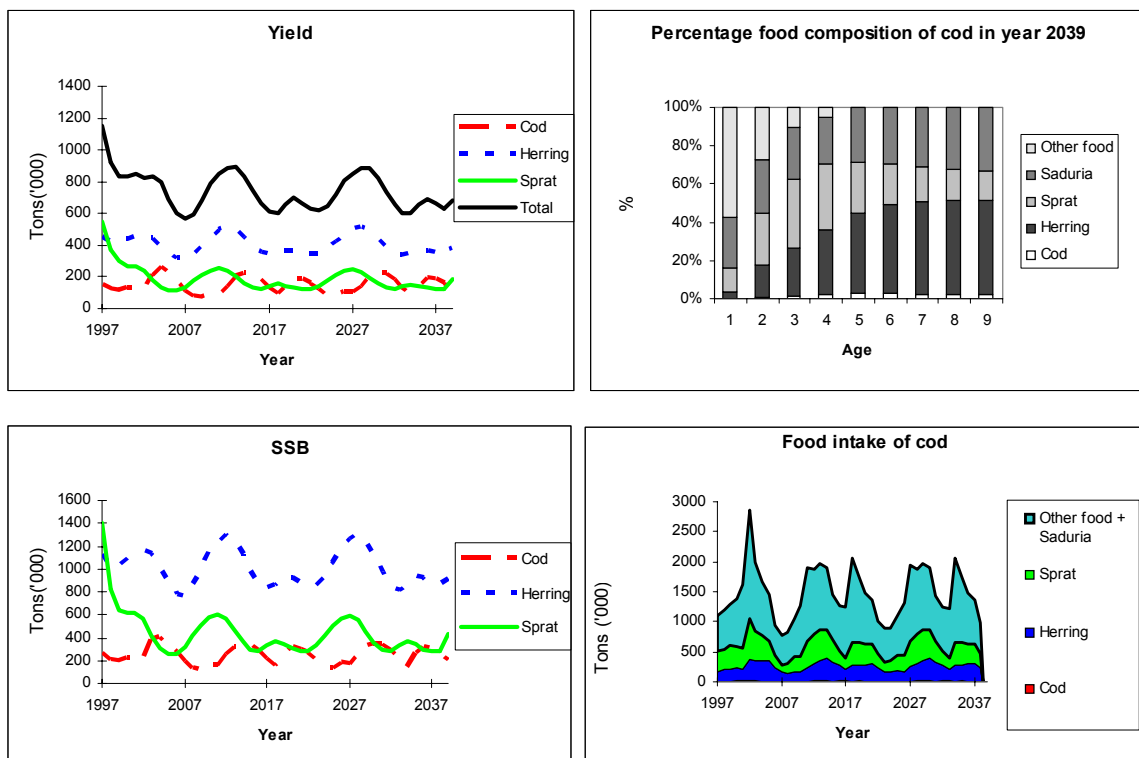 Yield
Tons('000)
1400
1200
1000
800
600
400
200
0
1997 2007 2017 2027 2037
Year
Cod
Herring
Sprat
Total
Percentage food composition of cod in year 2039
%
100%
80%
60%
40%
20%
0%
1 2 3 4 5 6 7 8 9
Age
Other food
Saduria
Sprat
Herring
Cod
SSB
Tons('000)
1600
1400
1200
1000
800
600
400
200
0
1997 2007 2017 2027 2037
Year
Cod
Herring
Sprat
Food intake of cod
Tons ('000)
3000
2500
2000
1500
1000
500
0
1997 2007 2017 2027 2037
Year
Other food +
Saduria
Sprat
Herring
Cod